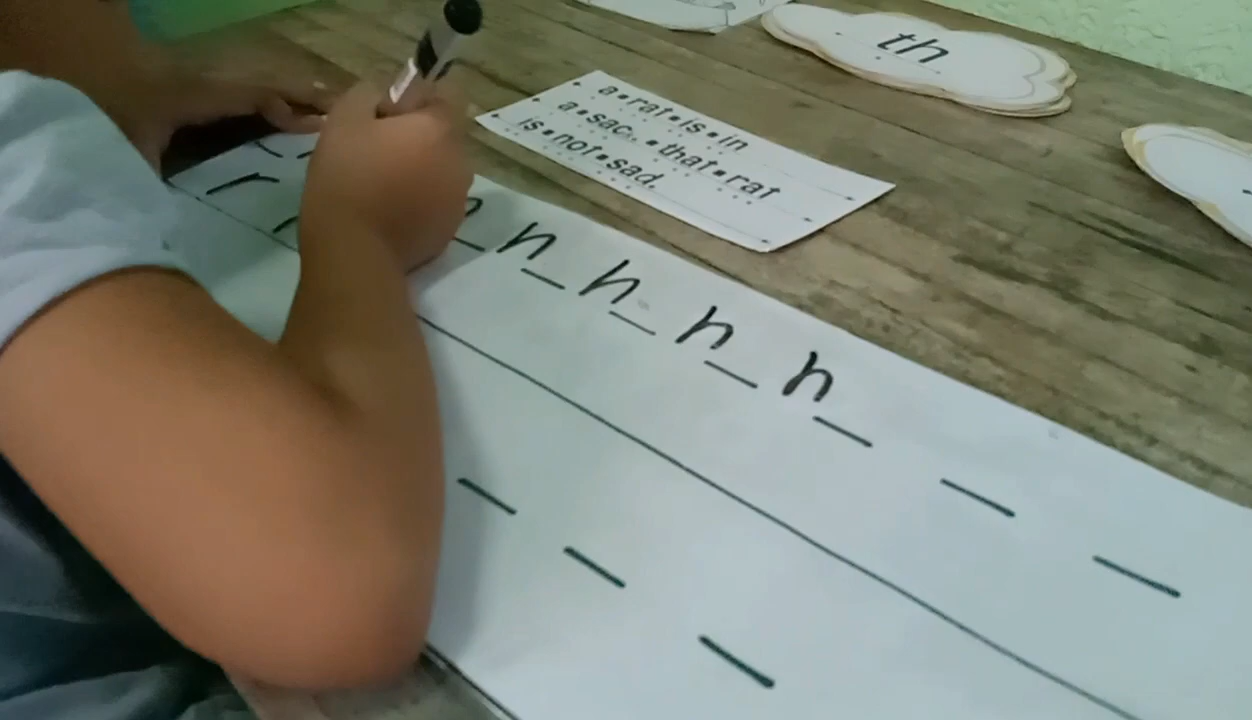 th
a•rat•is•in
a•sac.•that•rat
is•not•sad.
r n h n n